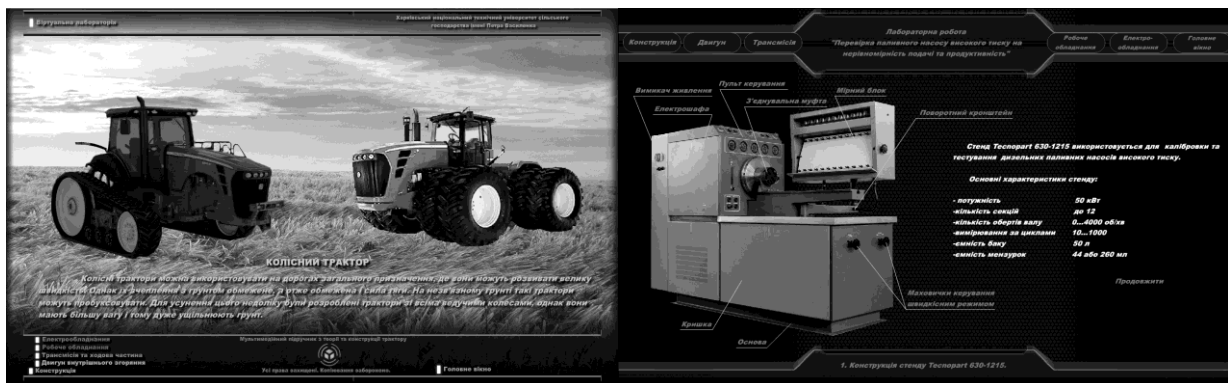 Віртуальна лабораторія
Харківський національний технічний університет сільського
господарства імені Петра Василенка
КОЛІСНИЙ ТРАКТОР
Колісні трактори можна використовувати на дорогах загального призначення, де вони можуть розвивати велику
швидкість. Однак їх зчеплення з ґрунтом обмежене, а отже обмежена і сила тяги. На незв'язному ґрунті такі трактори
можуть пробуксовувати. Для усунення цього недоліку були розроблені трактори зі всіма ведучими колесами, однак вони
мають більшу вагу і тому дуже ущільнюють ґрунт.
Електрообладнання
Робоче обладнання
Трансмісія та ходова частина
Двигун внутрішнього згоряння
Конструкція
Мультимедійний підручник з теорії та конструкції трактору
Усі права захищені. Копіювання заборонено.
Головне вікно
Конструкція
Двигун
Трансмісія
Лабораторна робота
"Перевірка паливного насосу високого тиску на
нерівномірність подачі та продуктивність"
Робоче
обладнання
Електро-
обладнання
Головне
вікно
Вимикач живлення
Пульт керування
Мірний блок
Електрошафа
З'єднувальна муфта
Поворотний кронштейн
Стенд Tecnopart 630-1215 використовується для калібровки та
тестування дизельних паливних насосів високого тиску.
Основні характеристики стенду:
- потужність 50 кВт
-кількість секцій до 12
-кількість обертів валу 0...4000 об/хв
-вимірювання за циклами 10...1000
-ємність баку 50 л
-ємність мензурок 44 або 260 мл
Продовжити
Маховички керування
швидкісним режимом
Кришка
Основа
1. Конструкція стенду Tecnopart 630-1215.